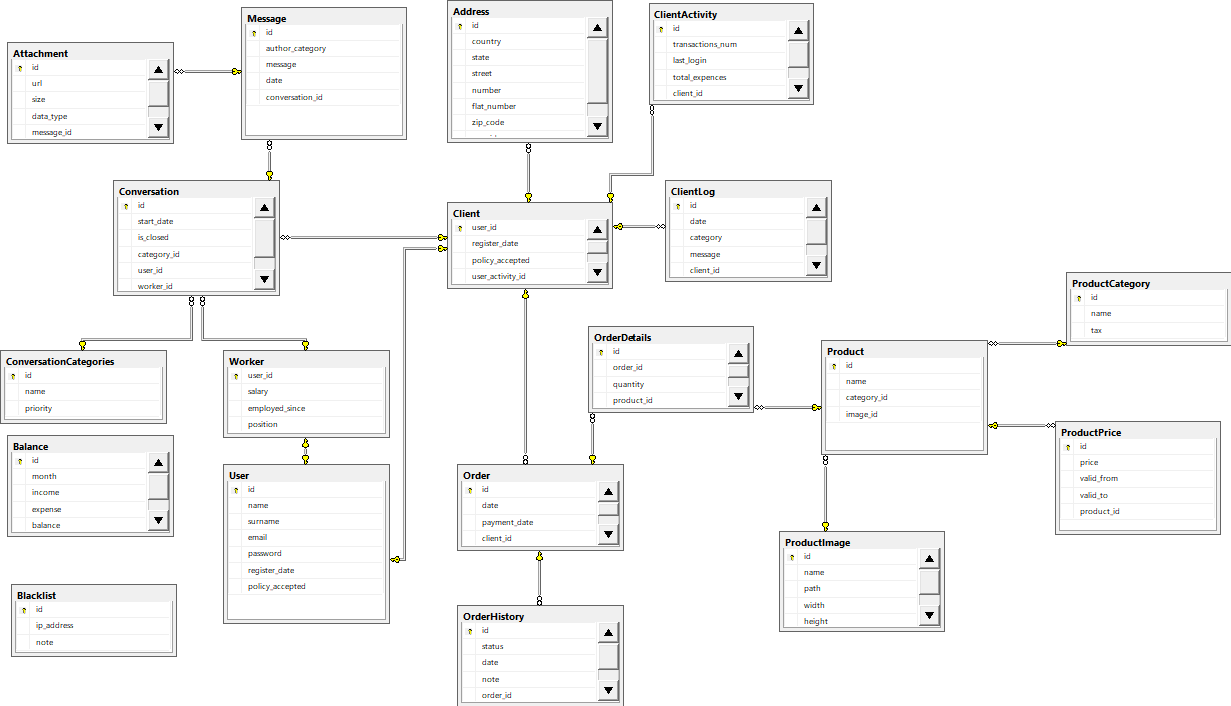 Message
id
author_category
message
date
conversation_id
Attachment
id
url
size
data_type
message_id
Address
id
country
state
street
number
flat_number
zip_code
ClientActivity
id
transactions_num
last_login
total_expences
client_id
Conversation
id
start_date
is_closed
category_id
user_id
worker_id
Client
user_id
register_date
policy_accepted
user_activity_id
ClientLog
id
date
category
message
client_id
ConversationCategories
id
name
priority
Worker
user_id
salary
employed_since
position
OrderDetails
id
order_id
quantity
product_id
Product
id
name
category_id
image_id
ProductCategory
id
name
tax
ProductPrice
id
price
valid_from
valid_to
product_id
Balance
id
month
income
expense
balance
User
id
name
surname
email
password
register_date
policy_accepted
Order
id
date
payment_date
client_id
ProductImage
id
name
path
width
height
Blacklist
id
ip_address
note
OrderHistory
id
status
date
note
order_id